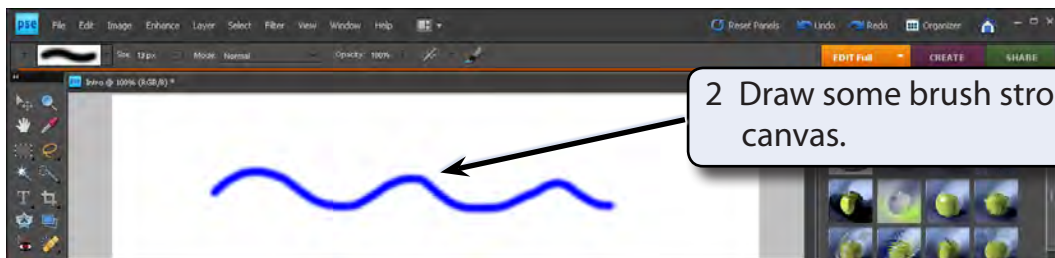 pse File Edit Image Enhance Layer Select Filter View Window Help Reset Panels Undo Redo Organizer
Size: 13 px Mode: Normal Opacity: 100%
EDIT Full CREATE SHARE
Intro @ 100% (RGB/8) *
2 Draw some brush stro
canvas.